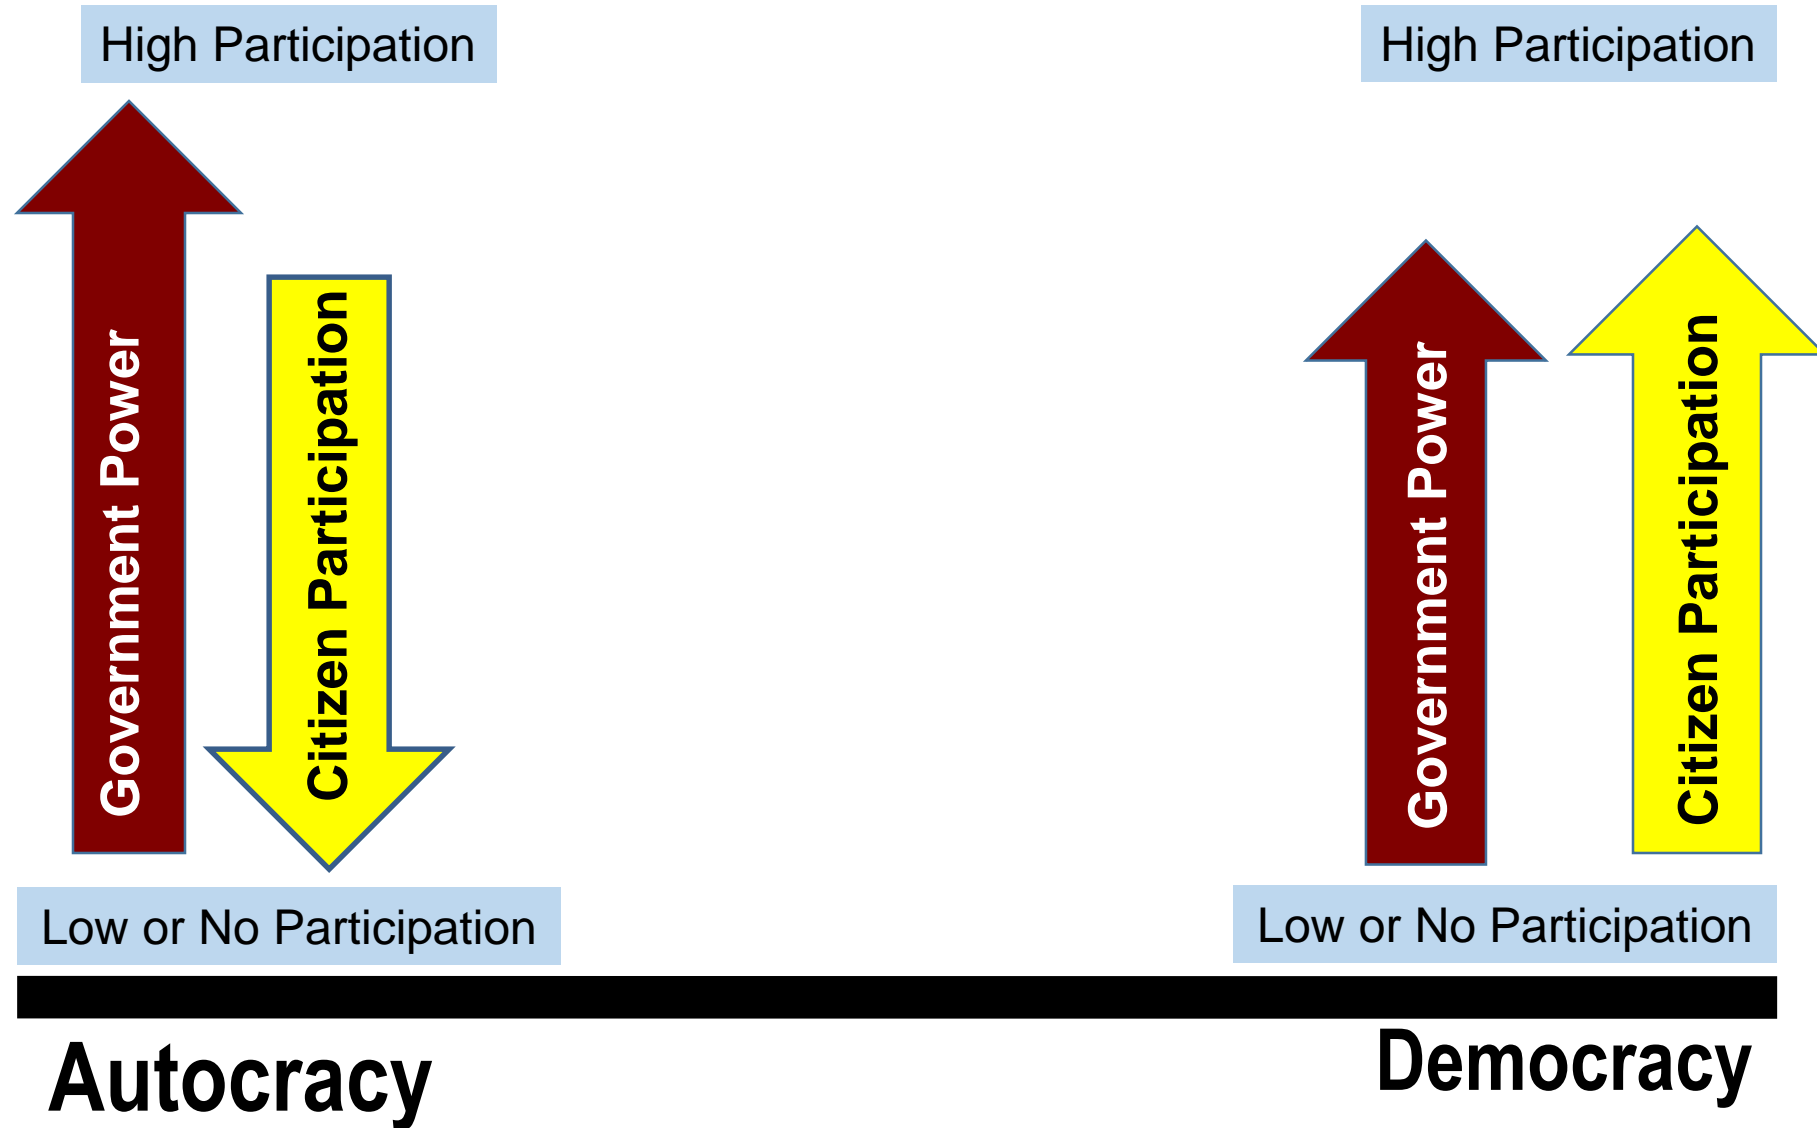 High Participation
High Participation
Government Power
Citizen Participation
Government Power
Citizen Participation
Low or No Participation
Low or No Participation
Autocracy
Democracy